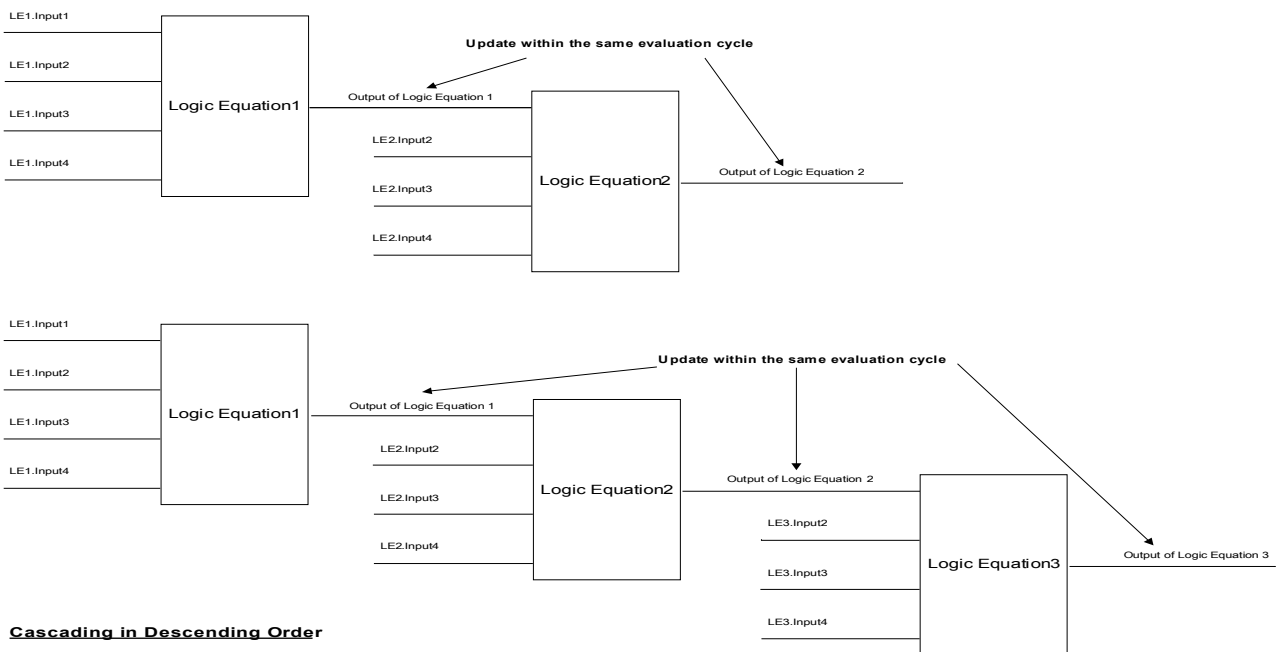 LE1.Input1
Update within the same evaluation cycle
LE1.Input2
Output of Logic Equation 1
Logic Equation1
LE1.Input3
LE2.Input2
LE1.Input4
Output of Logic Equation 2
Logic Equation2
LE2.Input3
LE2.Input4
LE1.Input1
Update within the same evaluation cycle
LE1.Input2
Output of Logic Equation 1
Logic Equation1
LE1.Input3
LE2.Input2
LE1.Input4
Output of Logic Equation 2
Logic Equation2
LE2.Input3
LE3.Input2
LE2.Input4
Output of Logic Equation 3
Logic Equation3
LE3.Input3
LE3.Input4
Cascading in Descending Order